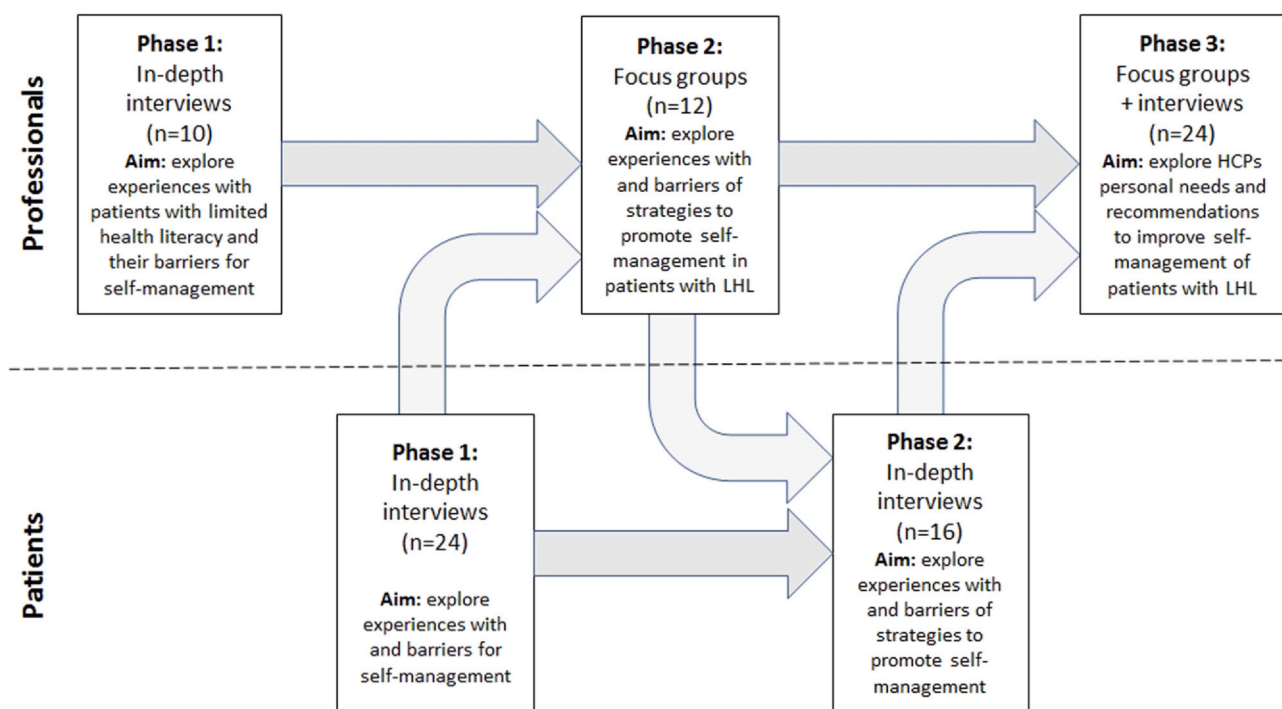 Professionals
Phase 1:
In-depth
interviews
(n=10)
Aim: explore
experiences with
patients with limited
health literacy and
their barriers for
self-management
Phase 2:
Focus groups
(n=12)
Aim: explore
experiences with
and barriers of
strategies to
promote self-
management in
patients with LHL
Phase 3:
Focus groups
+ interviews
(n=24)
Aim: explore HCPs
personal needs and
recommendations
to improve self-
management of
patients with LHL
Patients
Phase 1:
In-depth
interviews
(n=24)
Aim: explore
experiences with
and barriers for
self-management
Phase 2:
In-depth
interviews
(n=16)
Aim: explore
experiences with
and barriers of
strategies to
promote self-
management